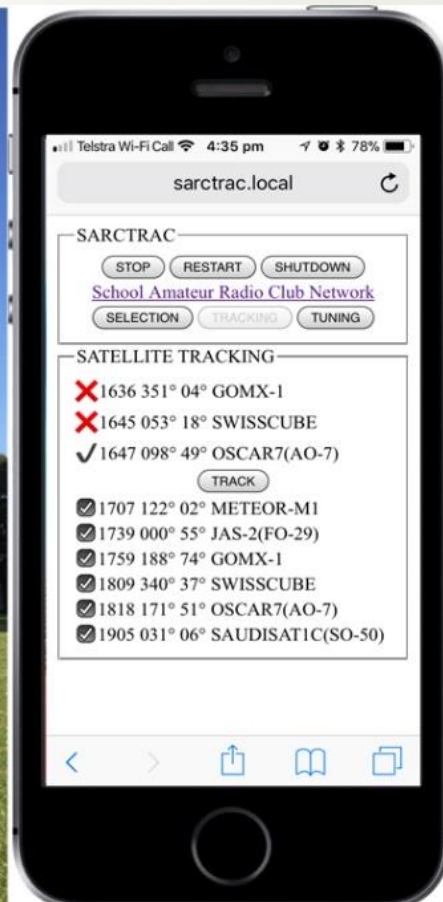 Telstra Wi-Fi Call 4:35 pm 78%
sarctrac.local
SARCTRAC
STOP RESTART SHUTDOWN
School Amateur Radio Club Network
SELECTION TRACKING TUNING
SATELLITE TRACKING
1636 351° 04° GOMX-1
1645 053° 18° SWISSCUBE
1647 098° 49° OSCAR7(AO-7)
TRACK
1707 122° 02° METEOR-M1
1739 000° 55° JAS-2(FO-29)
1759 188° 74° GOMX-1
1809 340° 37° SWISSCUBE
1818 171° 51° OSCAR7(AO-7)
1905 031° 06° SAUDISAT1C(SO-50)